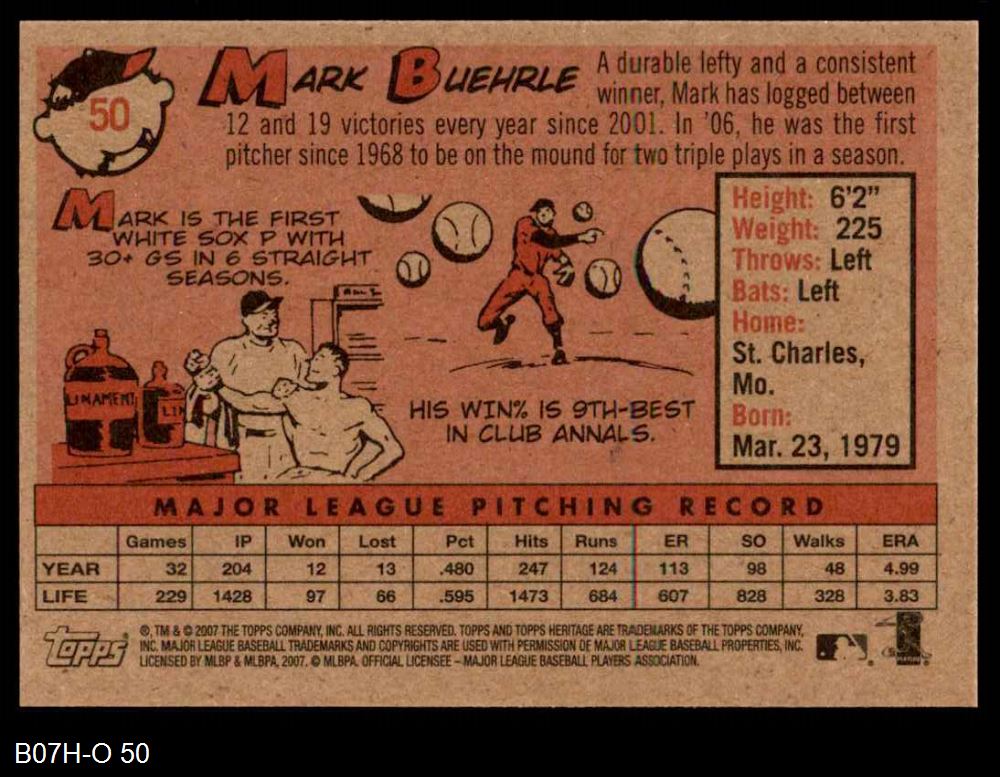 50
MARK BUEHRLE
A durable lefty and a consistent
winner, Mark has logged between
12 and 19 victories every year since 2001. In '06, he was the first
pitcher since 1968 to be on the mound for two triple plays in a season.
MARK IS THE FIRST
WHITE SOX P WITH
30+ GS IN 6 STRAIGHT
SEASONS.
LINAMENT
LIN
HIS WIN% IS 9TH-BEST
IN CLUB ANNALS.
Height: 6'2"
Weight: 225
Throws: Left
Bats: Left
Home:
St. Charles,
Mo.
Born:
Mar. 23, 1979
MAJOR LEAGUE PITCHING RECORD
Games IP Won Lost Pct Hits Runs ER SO Walks ERA
YEAR 32 204 12 13 .480 247 124 113 98 48 4.99
LIFE 229 1428 97 66 .595 1473 684 607 828 328 3.83
Topps
®, TM & © 2007 THE TOPPS COMPANY, INC. ALL RIGHTS RESERVED. TOPPS AND TOPPS HERITAGE ARE TRADEMARKS OF THE TOPPS COMPANY,
INC. MAJOR LEAGUE BASEBALL TRADEMARKS AND COPYRIGHTS ARE USED WITH PERMISSION OF MAJOR LEAGUE BASEBALL PROPERTIES, INC.
LICENSED BY MLBP & MLBPA, 2007. © MLBPA. OFFICIAL LICENSEE – MAJOR LEAGUE BASEBALL PLAYERS ASSOCIATION.
B07H-O 50